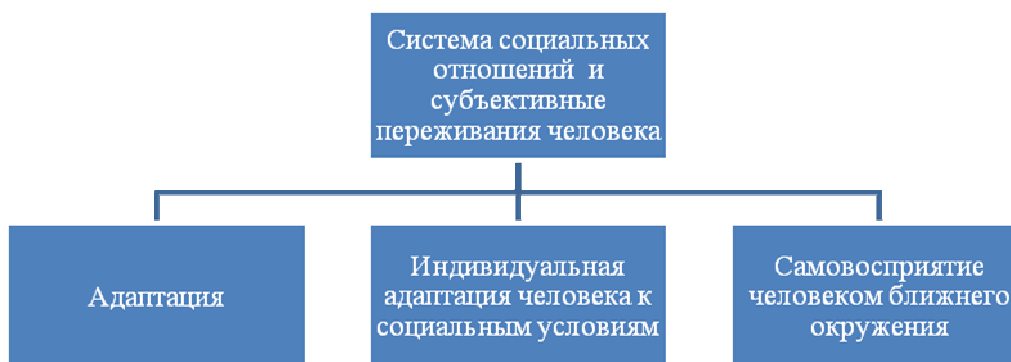 Система социальных
отношений и
субъективные
переживания человека
Адаптация
Индивидуальная
адаптация человека к
социальным условиям
Самовосприятие
человеком ближнего
окружения